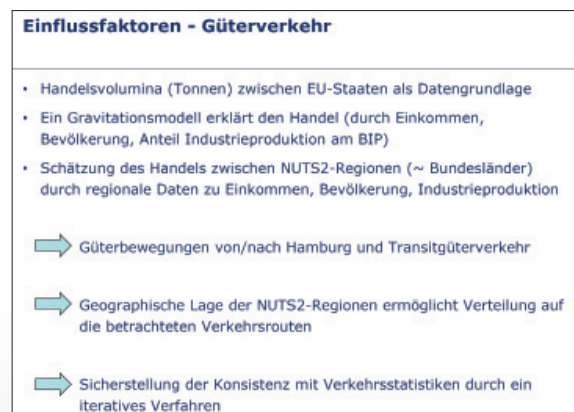 Einflussfaktoren - Güterverkehr
• Handelsvolumina (Tonnen) zwischen EU-Staaten als Datengrundlage
• Ein Gravitationsmodell erklärt den Handel (durch Einkommen,
Bevölkerung, Anteil Industrieproduktion am BIP)
• Schätzung des Handels zwischen NUTS2-Regionen (~ Bundesländer)
durch regionale Daten zu Einkommen, Bevölkerung, Industrieproduktion
Güterbewegungen von/nach Hamburg und Transitgüterverkehr
Geographische Lage der NUTS2-Regionen ermöglicht Verteilung auf
die betrachteten Verkehrsrouten
Sicherstellung der Konsistenz mit Verkehrsstatistiken durch ein
iteratives Verfahren